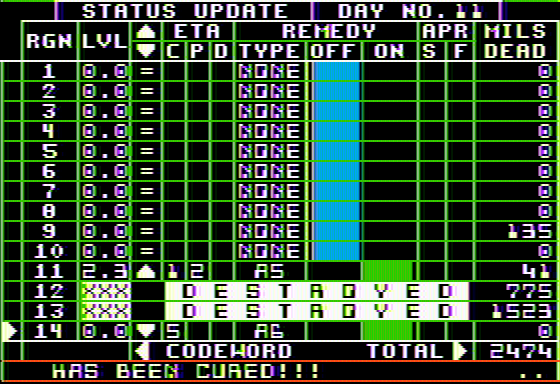 STATUS UPDATE DAY NO. 11
RGN LVL ETA REMEDY APR MILS
C P D TYPE OFF ON S F DEAD
1 0.0 = NONE 0
2 0.0 = NONE 0
3 0.0 = NONE 0
4 0.0 = NONE 0
5 0.0 = NONE 0
6 0.0 = NONE 0
7 0.0 = NONE 0
8 0.0 = NONE 0
9 0.0 = NONE 135
10 0.0 = NONE 0
11 2.3 1 2 A5 41
12 XXX DESTROYED 775
13 XXX DESTROYED 1523
14 0.0 5 A6 0
CODEWORD TOTAL 2474
HAS BEEN CURED!!! ..